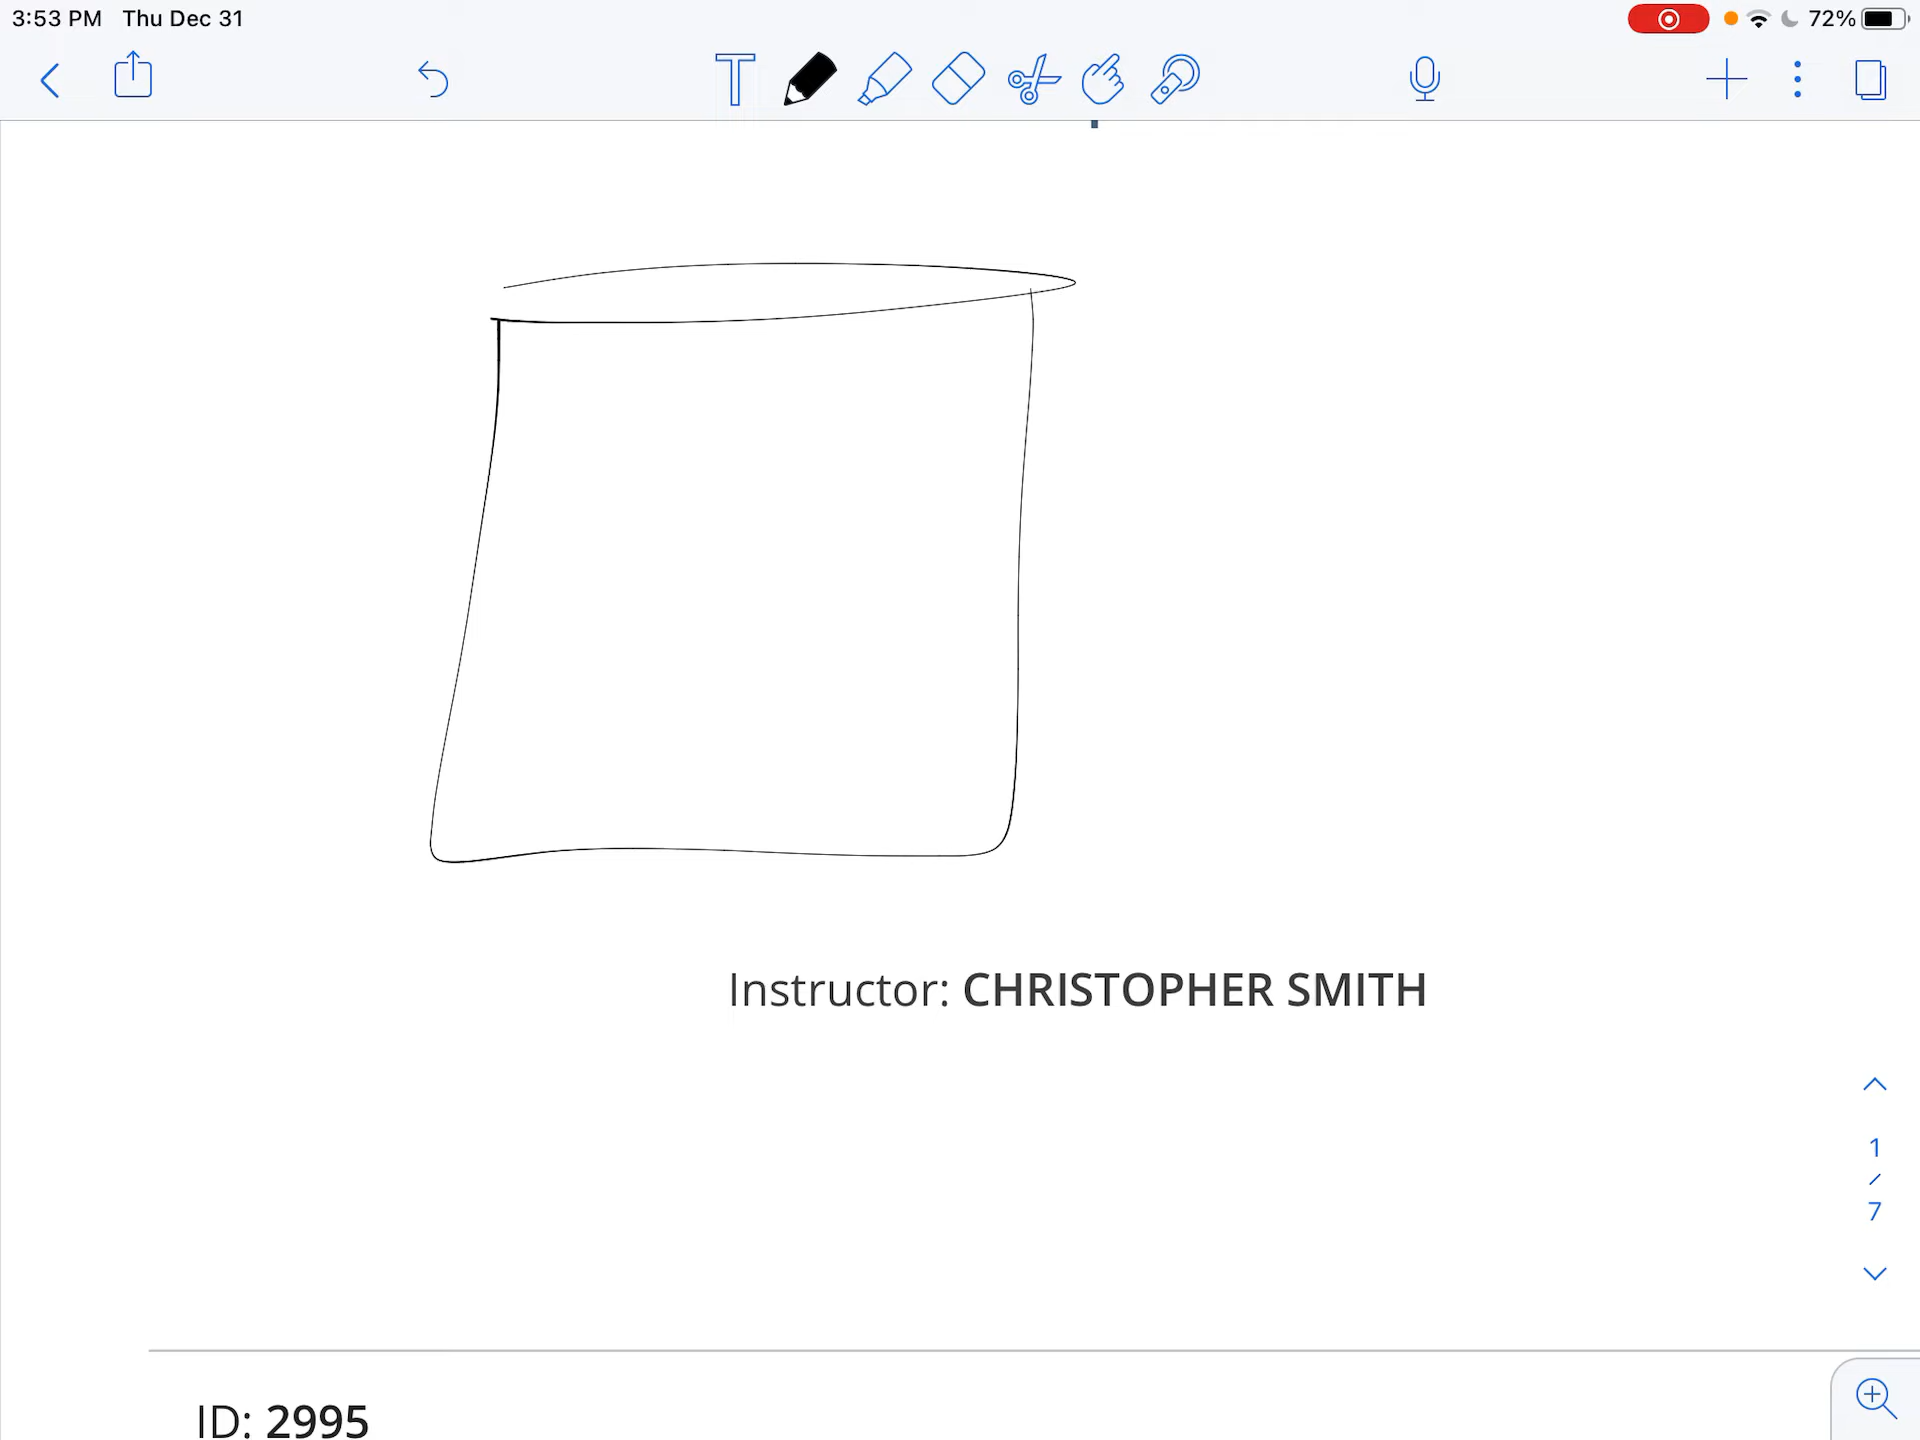 3:53 PM Thu Dec 31 72%
Instructor: CHRISTOPHER SMITH
1
/
7
ID: 2995